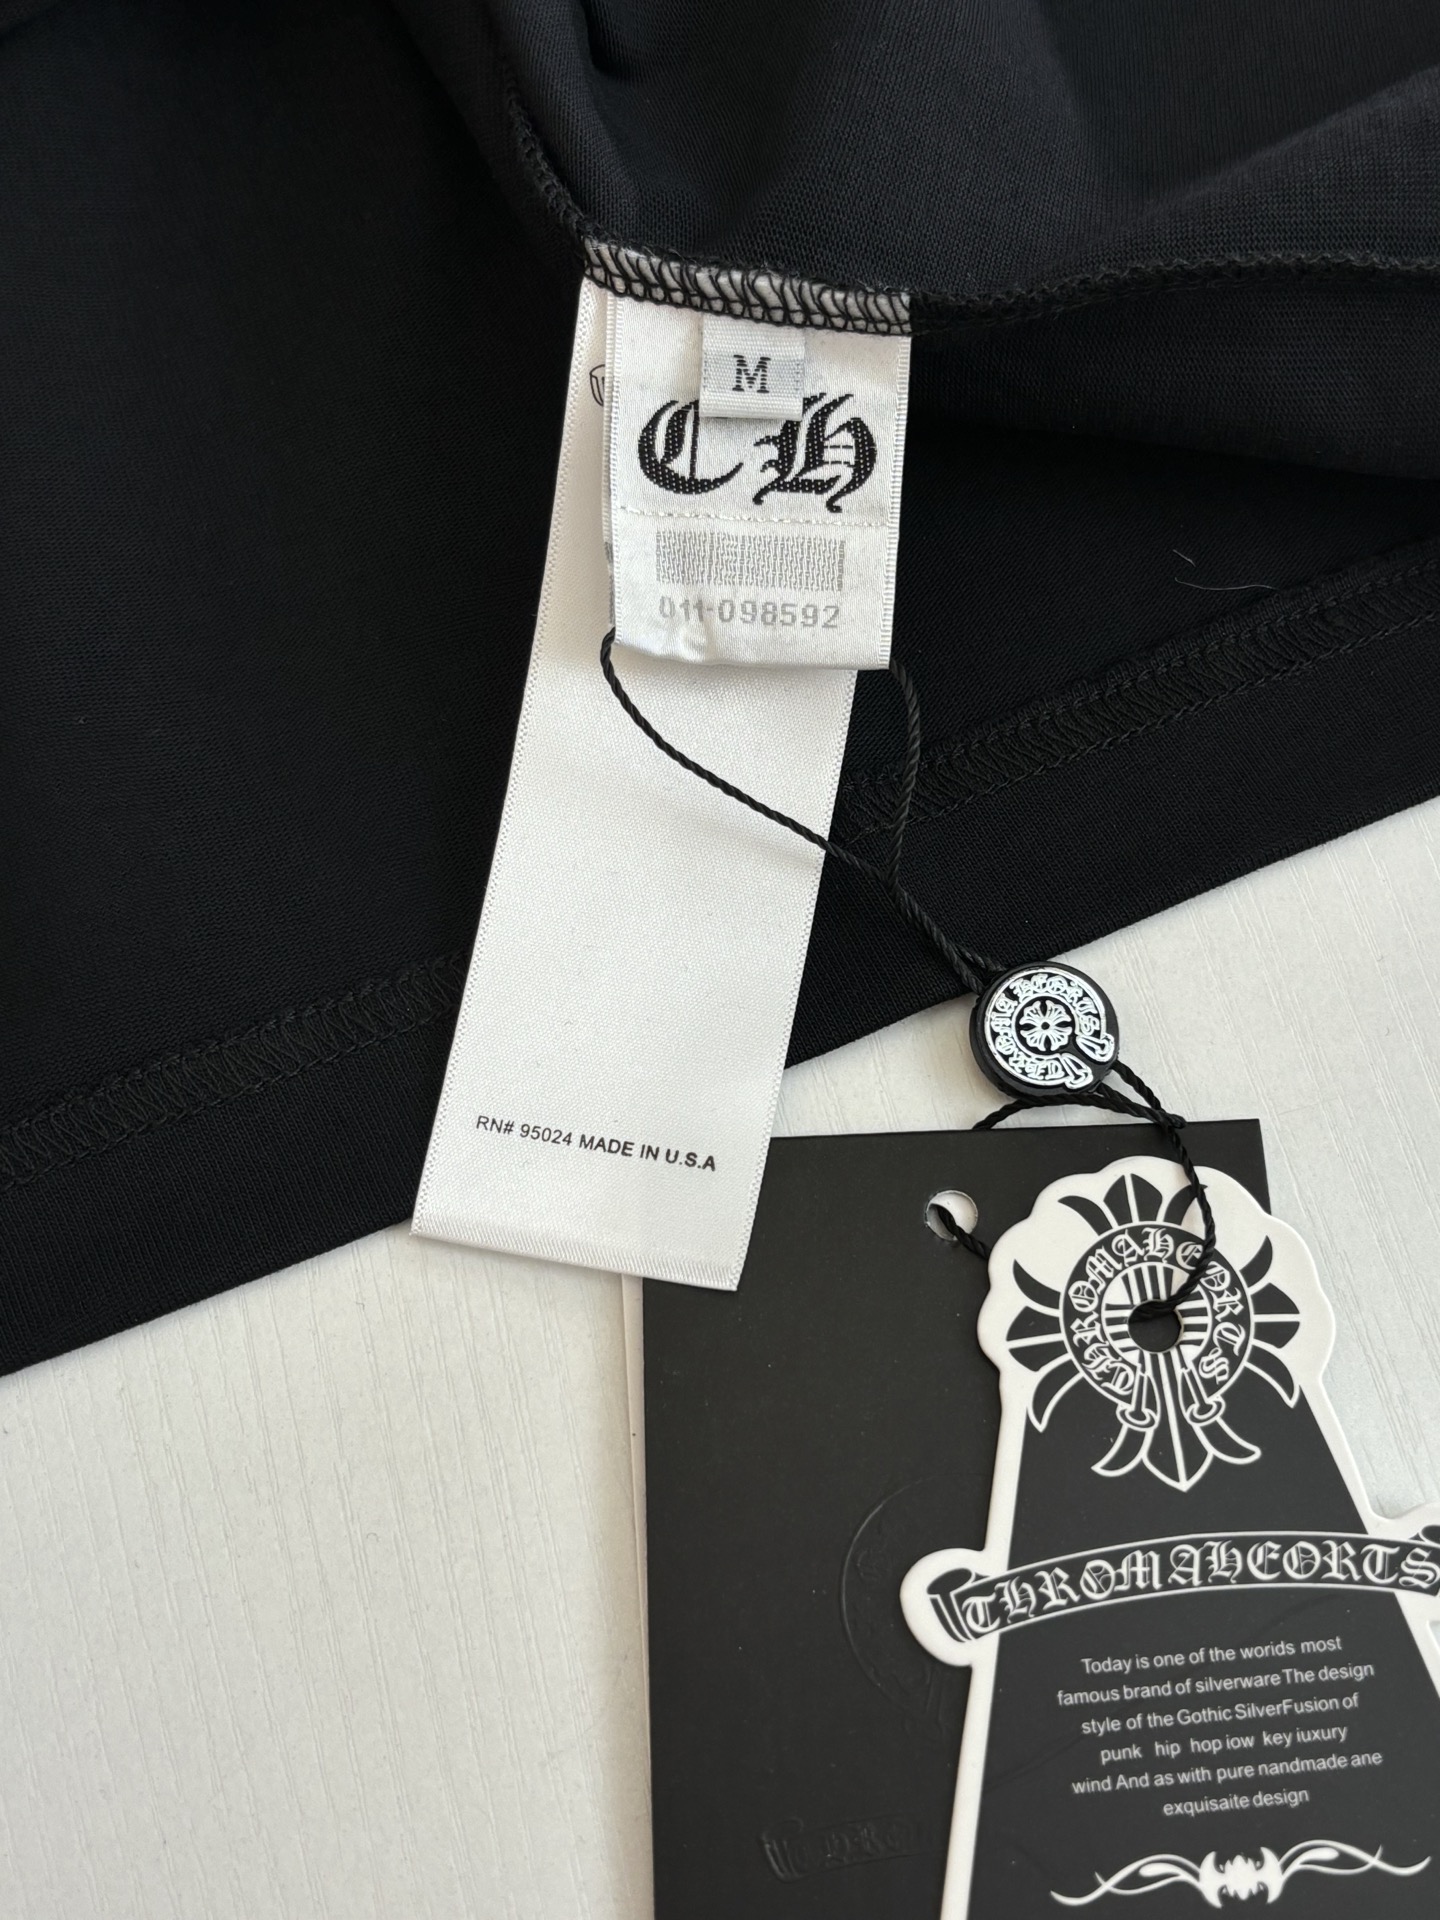 M
CH
011-098592
RN# 95024 MADE IN U.S.A
CHROMAHEORTS
THROMAHEORTS
Today is one of the worids most
famous brand of silverware The design
style of the Gothic SilverFusion of
punk hip hop iow key iuxury
wind And as with pure nandmade ane
exquisaite design